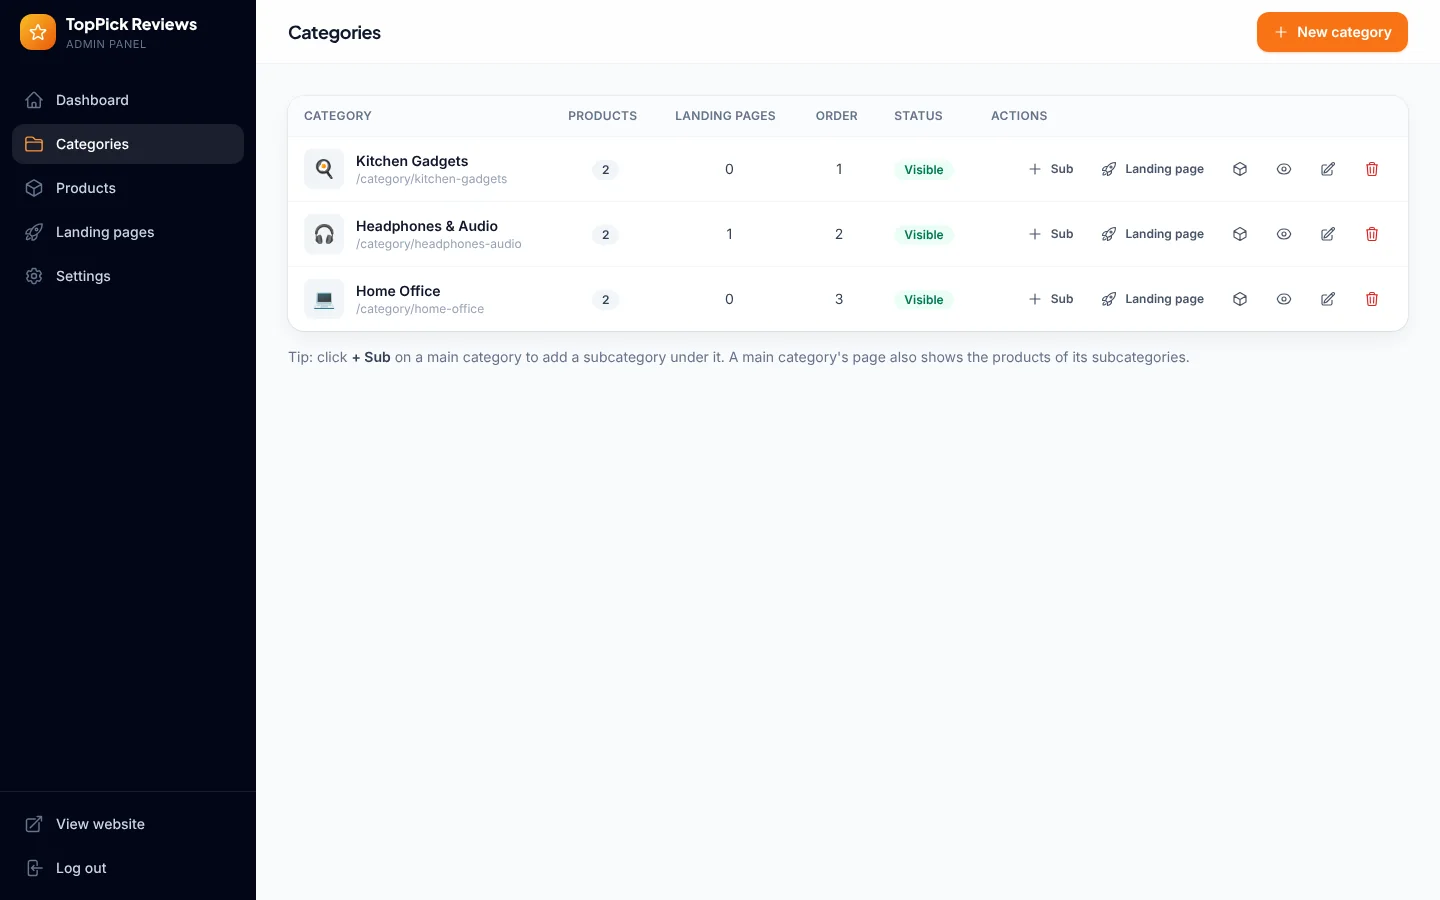 TopPick Reviews
ADMIN PANEL
Dashboard
Categories
Products
Landing pages
Settings
View website
Log out
Categories
New category
CATEGORY PRODUCTS LANDING PAGES ORDER STATUS ACTIONS
Kitchen Gadgets
/category/kitchen-gadgets
2 0 1 Visible Sub Landing page
Headphones & Audio
/category/headphones-audio
2 1 2 Visible Sub Landing page
Home Office
/category/home-office
2 0 3 Visible Sub Landing page
Tip: click + Sub on a main category to add a subcategory under it. A main category's page also shows the products of its subcategories.